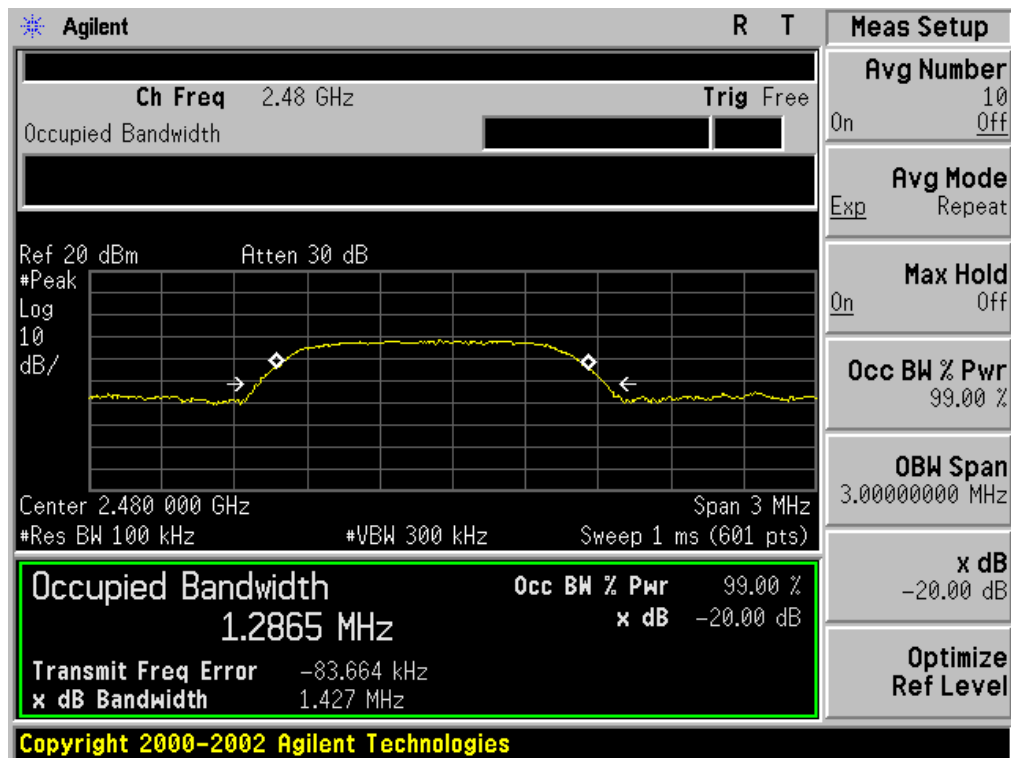 Agilent R T
Ch Freq 2.48 GHz Trig Free
Occupied Bandwidth
Ref 20 dBm Atten 30 dB
#Peak
Log
10
dB/
Center 2.480 000 GHz Span 3 MHz
#Res BW 100 kHz #VBW 300 kHz Sweep 1 ms (601 pts)
Occupied Bandwidth Occ BW % Pwr 99.00 %
1.2865 MHz x dB -20.00 dB
Transmit Freq Error -83.664 kHz
x dB Bandwidth 1.427 MHz
Copyright 2000-2002 Agilent Technologies
Meas Setup
Avg Number
10
On Off
Avg Mode
Exp Repeat
Max Hold
On Off
Occ BW % Pwr
99.00 %
OBW Span
3.00000000 MHz
x dB
-20.00 dB
Optimize
Ref Level